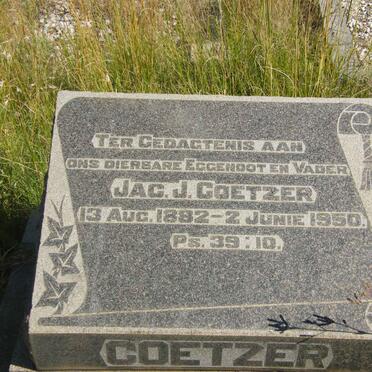 TER GEDAGTENIS AAN
ONS DIERBARE EGGENOOT EN VADER
JAC. J. COETZER
13 AUG. 1882 - 2 JUNIE 1950.
PS. 39:10.
COETZER